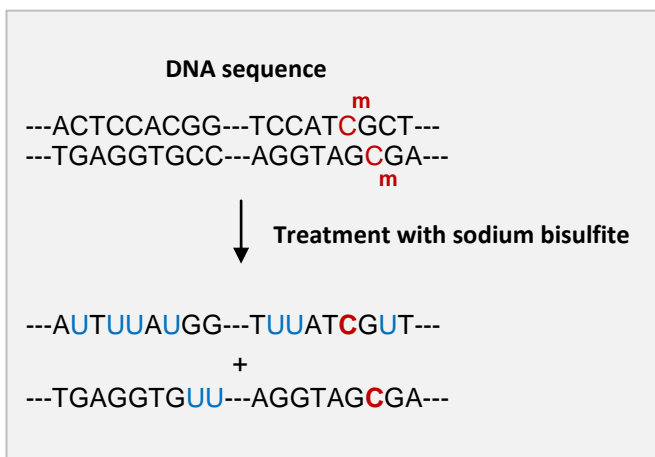 DNA sequence
m
---ACTCCACGG---TCCATCGCT---
---TGAGGTGCC---AGGTAGCGA---
m
Treatment with sodium bisulfite
---AUTUUAUGG---TUUATCGUT---
+
---TGAGGTGUU---AGGTAGCGA---